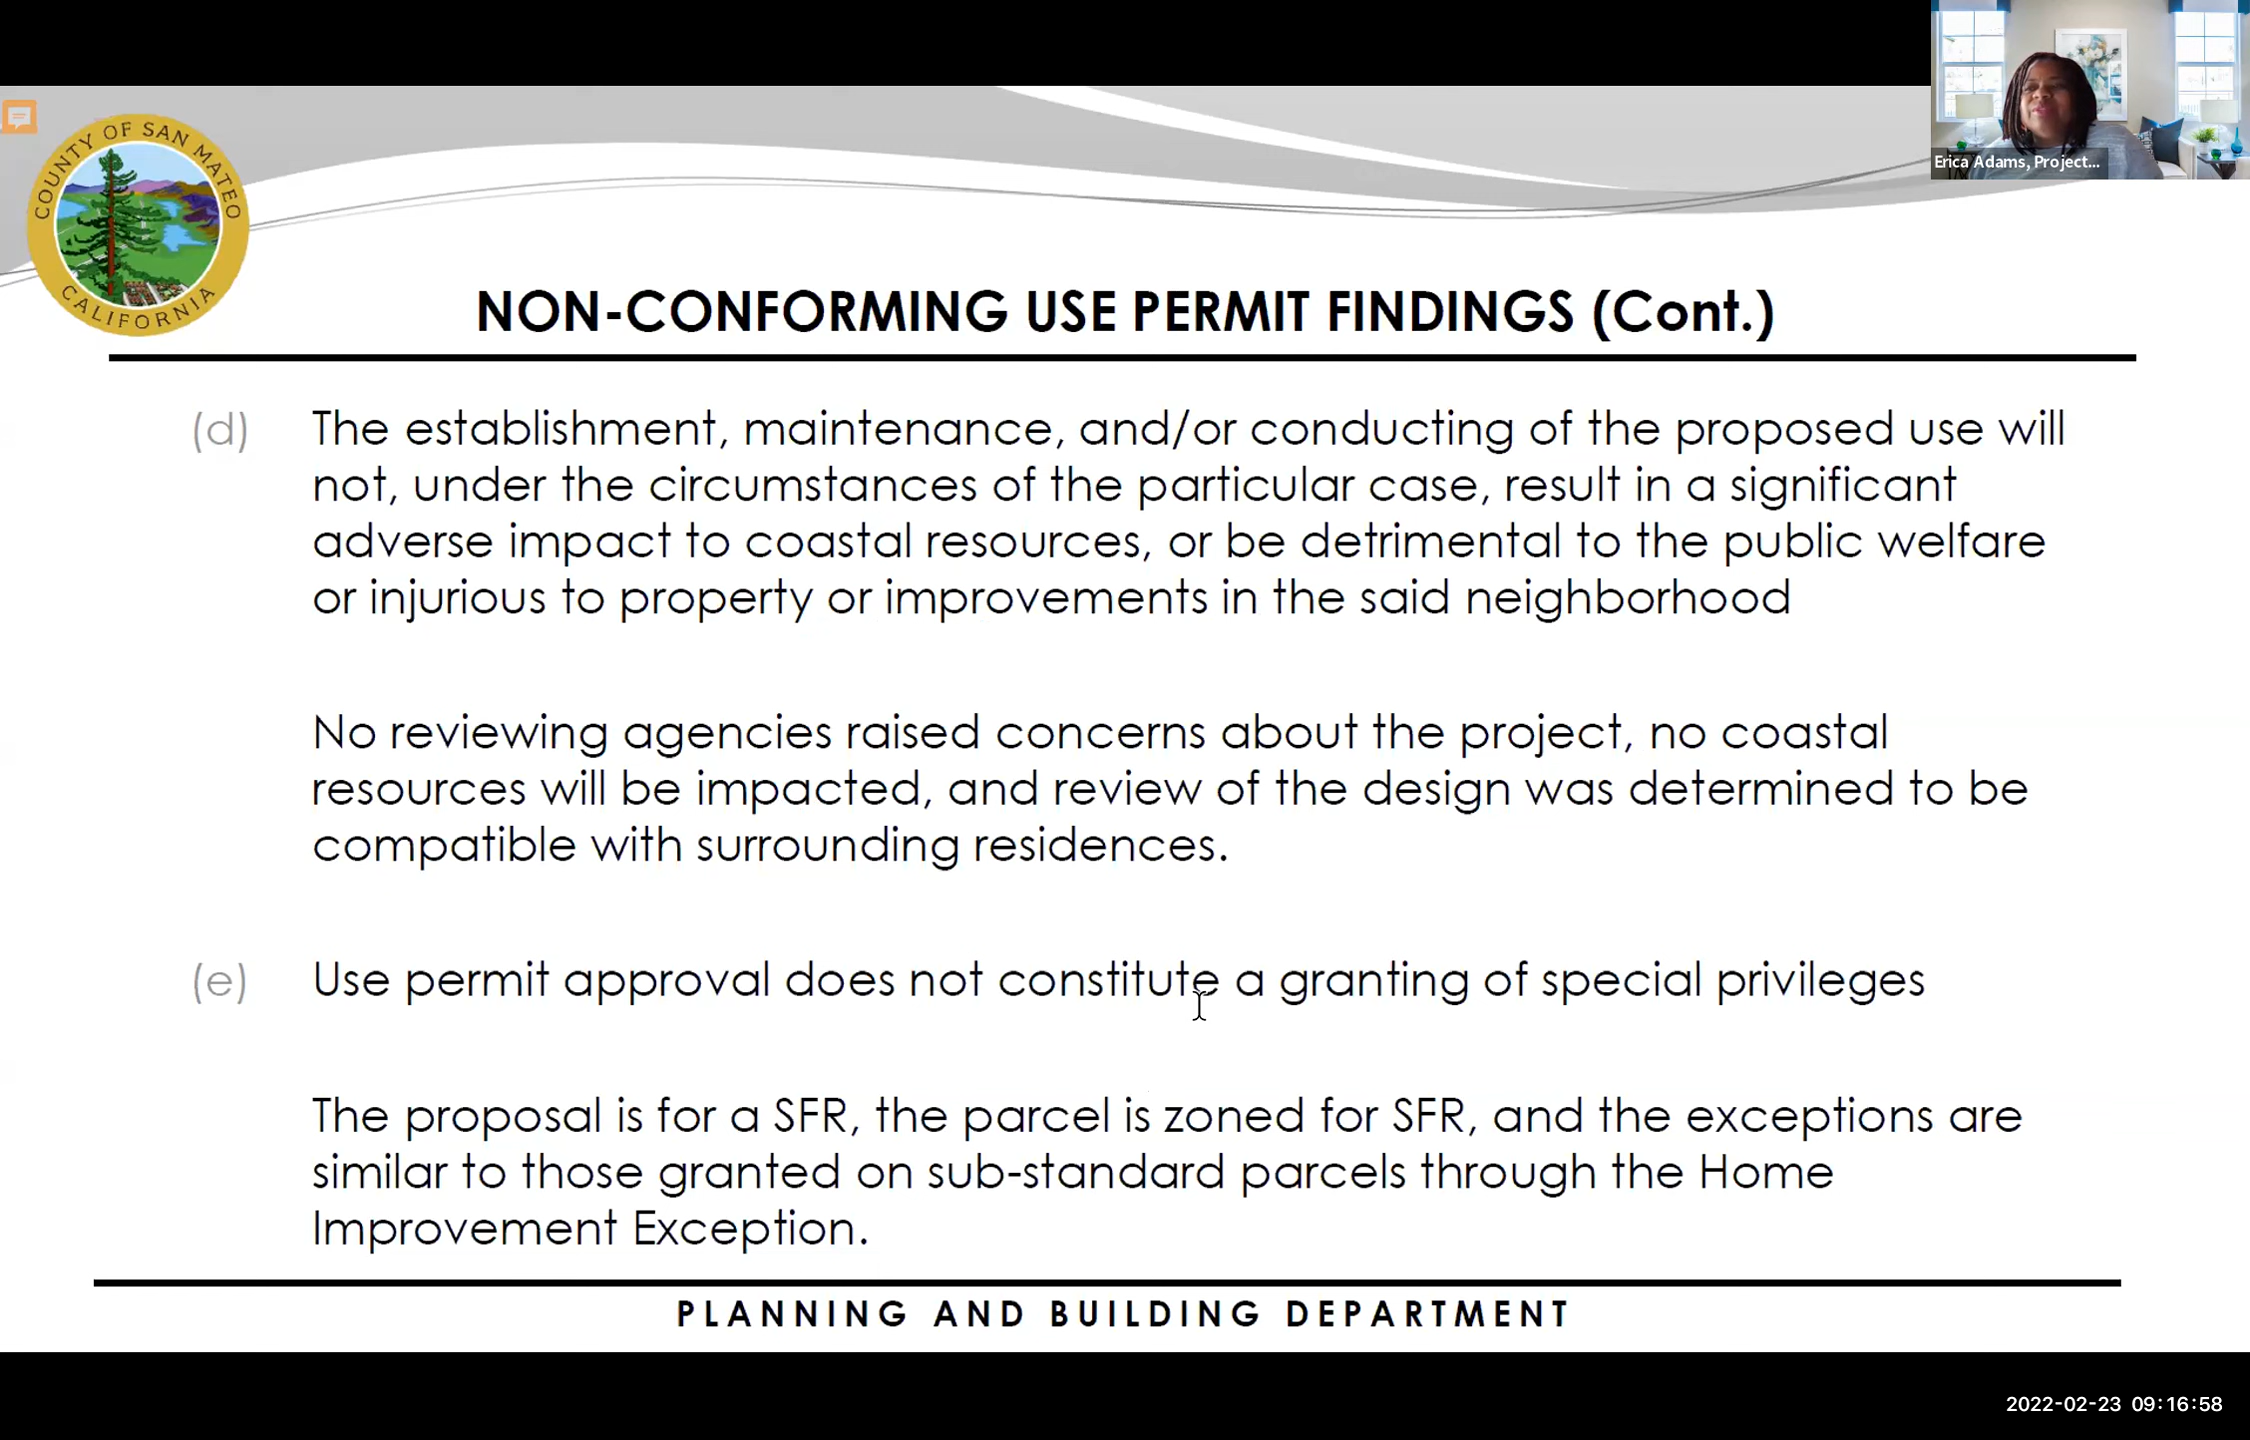 Erica Adams, Project...
COUNTY OF SAN MATEO
CALIFORNIA
NON-CONFORMING USE PERMIT FINDINGS (Cont.)
(d) The establishment, maintenance, and/or conducting of the proposed use will
not, under the circumstances of the particular case, result in a significant
adverse impact to coastal resources, or be detrimental to the public welfare
or injurious to property or improvements in the said neighborhood
No reviewing agencies raised concerns about the project, no coastal
resources will be impacted, and review of the design was determined to be
compatible with surrounding residences.
(e) Use permit approval does not constitute a granting of special privileges
The proposal is for a SFR, the parcel is zoned for SFR, and the exceptions are
similar to those granted on sub-standard parcels through the Home
Improvement Exception.
PLANNING AND BUILDING DEPARTMENT
2022-02-23 09:16:58